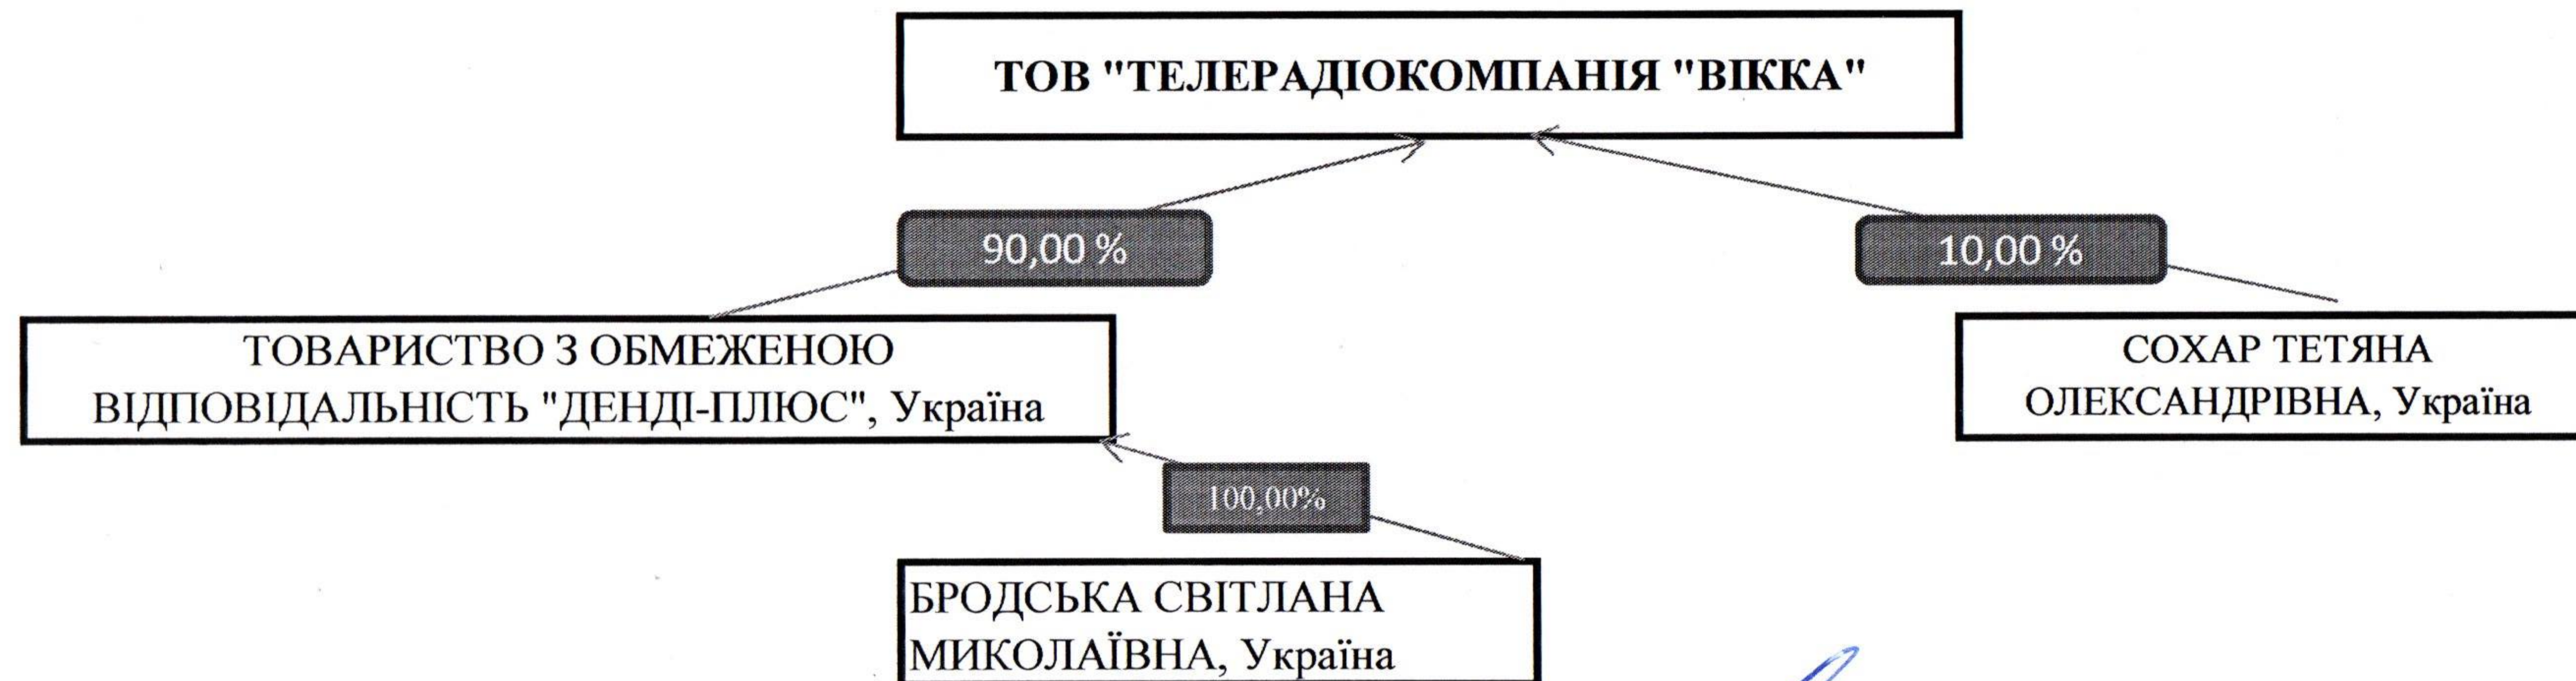 ТОВ "ТЕЛЕРАДІОКОМПАНІЯ "ВІККА"
90,00 %
10,00 %
ТОВАРИСТВО З ОБМЕЖЕНОЮ
ВІДПОВІДАЛЬНІСТЬ "ДЕНДІ-ПЛЮС", Україна
СОХАР ТЕТЯНА
ОЛЕКСАНДРІВНА, Україна
100,00%
БРОДСЬКА СВІТЛАНА
МИКОЛАЇВНА, Україна